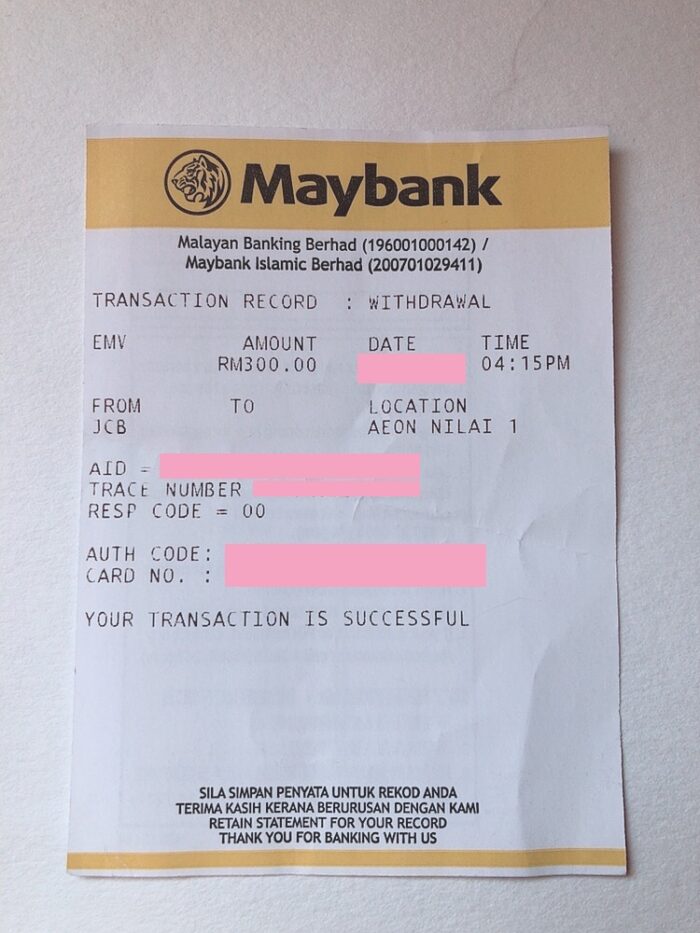 Maybank
Malayan Banking Berhad (196001000142) /
Maybank Islamic Berhad (200701029411)
TRANSACTION RECORD : WITHDRAWAL
EMV AMOUNT DATE TIME
RM300.00 04:15PM
FROM TO LOCATION
JCB AEON NILAI 1
AID =
TRACE NUMBER
RESP CODE = 00
AUTH CODE:
CARD NO. :
YOUR TRANSACTION IS SUCCESSFUL
SILA SIMPAN PENYATA UNTUK REKOD ANDA
TERIMA KASIH KERANA BERURUSAN DENGAN KAMI
RETAIN STATEMENT FOR YOUR RECORD
THANK YOU FOR BANKING WITH US